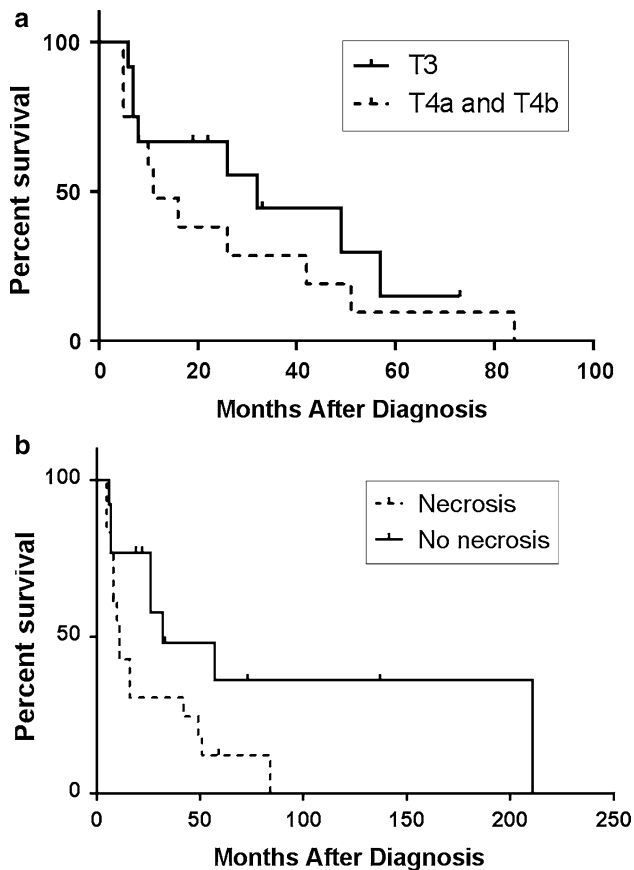 a
100
50
0
Percent survival
T3
T4a and T4b
0 20 40 60 80 100
Months After Diagnosis
b
100
50
0
Percent survival
Necrosis
No necrosis
0 50 100 150 200 250
Months After Diagnosis